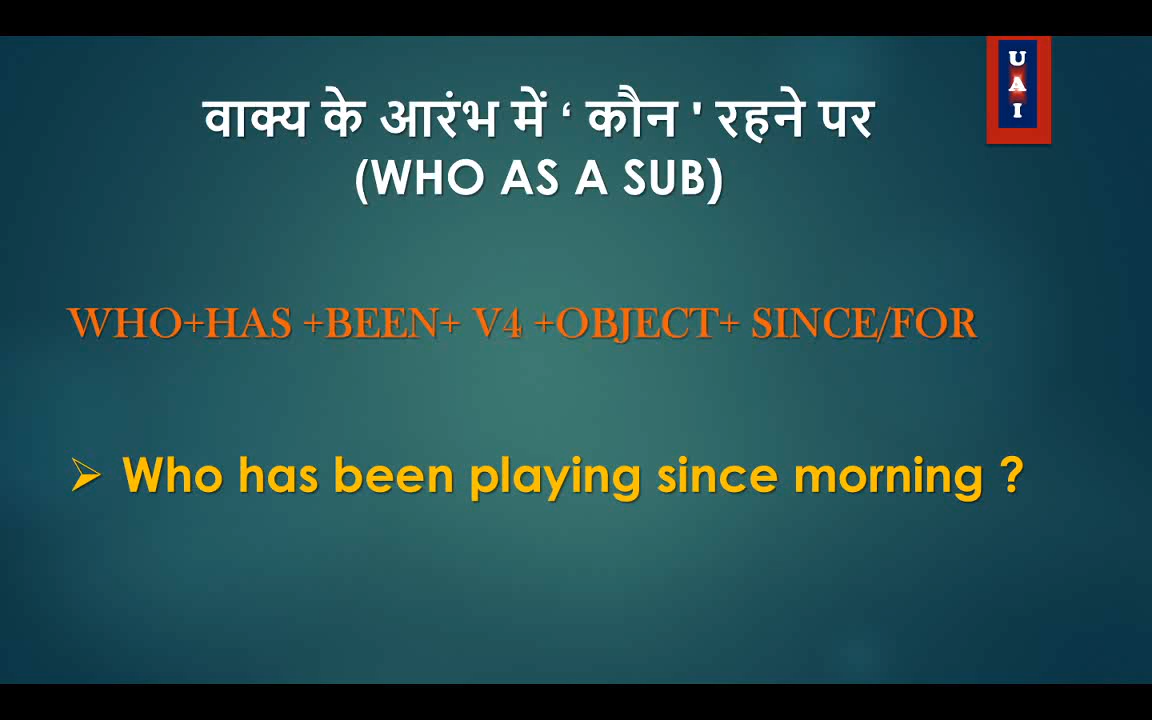 U
A
I
वाक्य के आरंभ में ‘ कौन ' रहने पर
(WHO AS A SUB)
WHO+HAS +BEEN+ V4 +OBJECT+ SINCE/FOR
➢ Who has been playing since morning ?